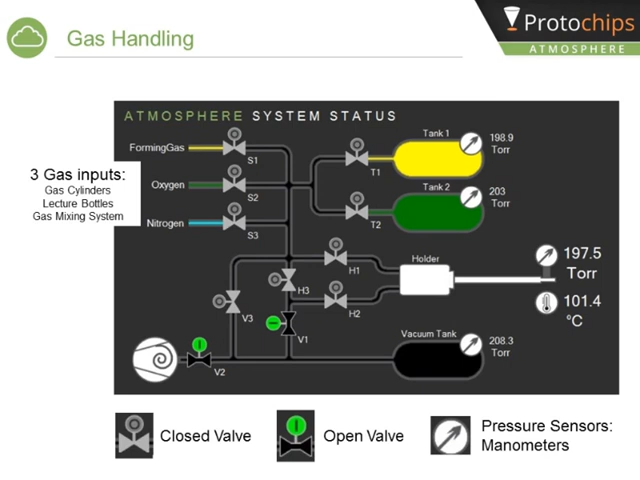 Gas Handling
Protochips
ATMOSPHERE
ATMOSPHERE SYSTEM STATUS
Tank 1
198.9
Torr
FormingGas
S1
T1
3 Gas inputs:
Gas Cylinders
Lecture Bottles
Gas Mixing System
Oxygen
S2
Tank 2
203
Torr
Nitrogen
S3
T2
H1
Holder
197.5
Torr
H3
H2
101.4
°C
V3
V1
Vacuum Tank
208.3
Torr
V2
Closed Valve
Open Valve
Pressure Sensors:
Manometers